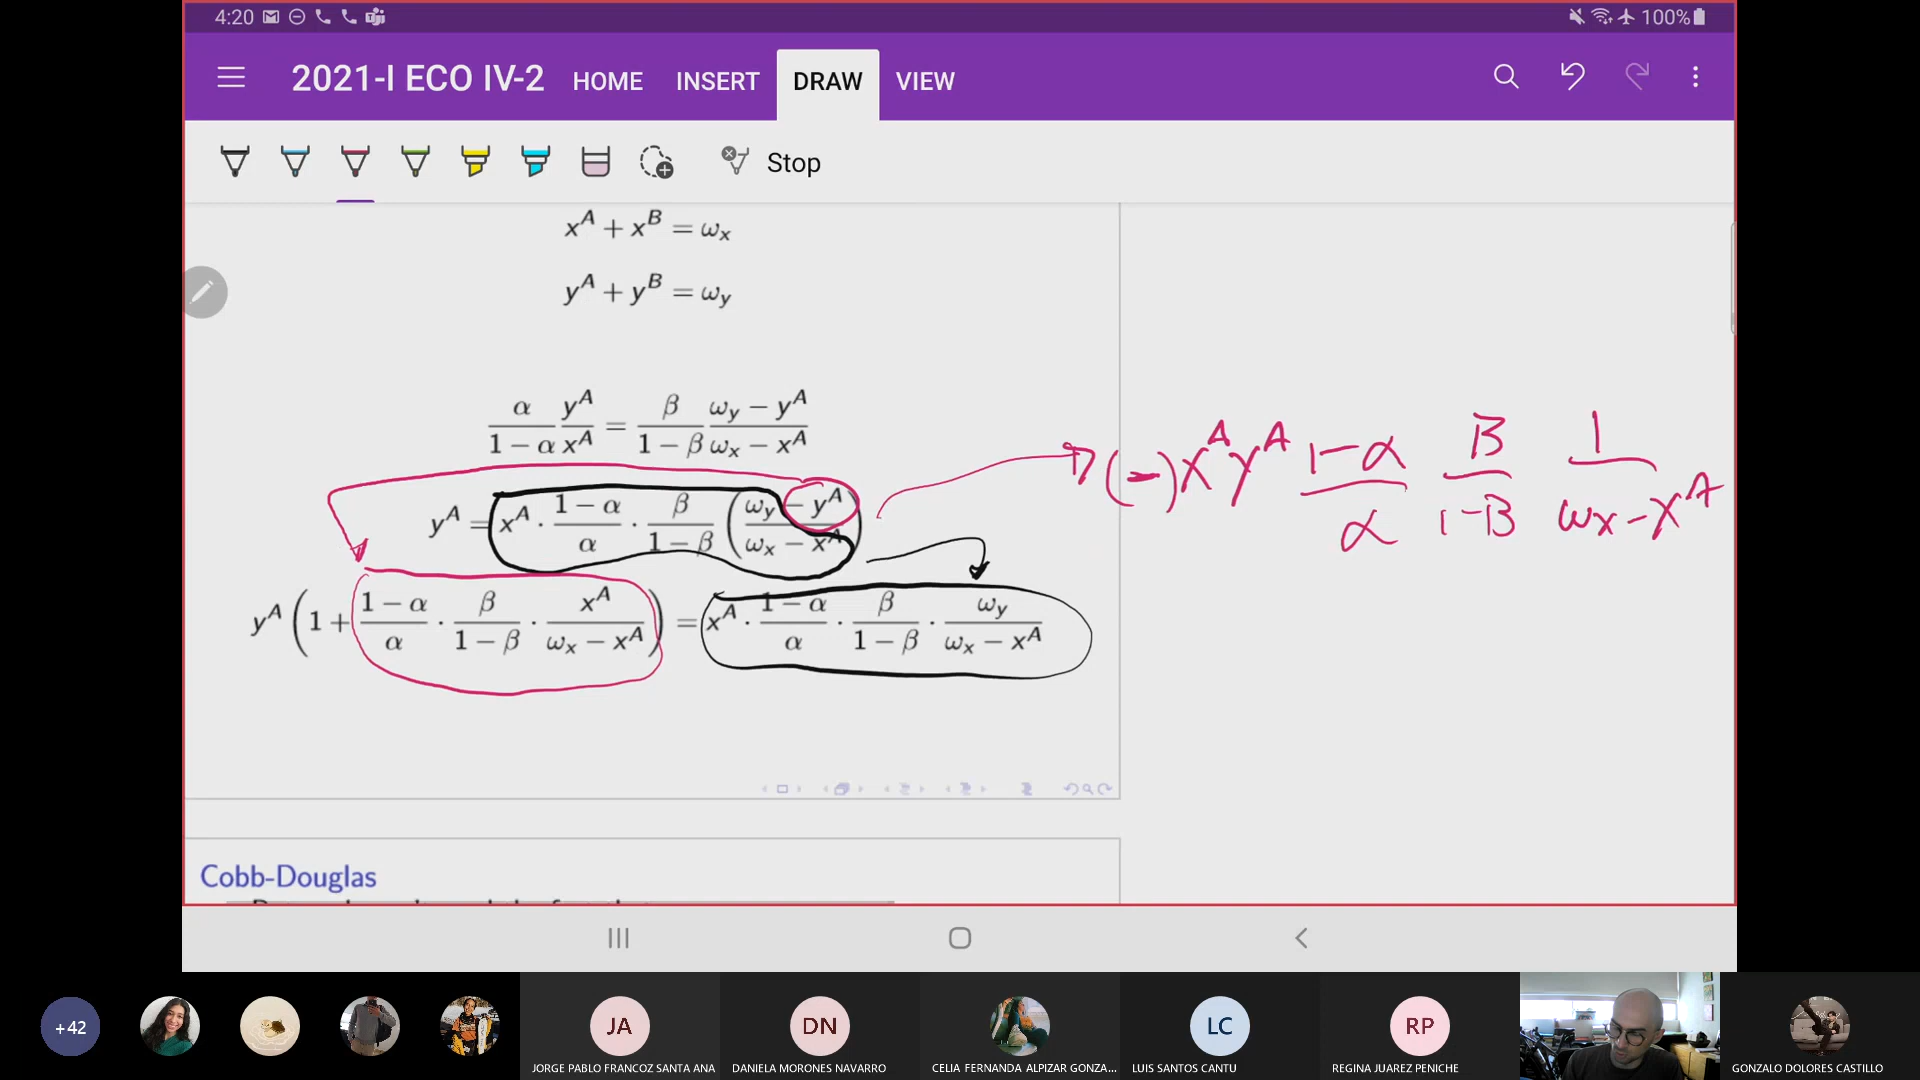 4:20 100%
2021-I ECO IV-2 HOME INSERT DRAW VIEW
Stop
x^A + x^B = ω_x
y^A + y^B = ω_y
α/(1 − α) y^A/x^A = β/(1 − β) (ω_y − y^A)/(ω_x − x^A)
y^A = x^A · (1 − α)/α · β/(1 − β) ((ω_y − y^A)/(ω_x − x^A))
(-) x^A y^A (1-α)/α B/(1-B) 1/(ωx-x^A)
y^A (1 + (1 − α)/α · β/(1 − β) · x^A/(ω_x − x^A)) = x^A · (1 − α)/α · β/(1 − β) · ω_y/(ω_x − x^A)
Cobb-Douglas
+42 JA DN LC RP
JORGE PABLO FRANCOZ SANTA ANA DANIELA MORONES NAVARRO CELIA FERNANDA ALPIZAR GONZA... LUIS SANTOS CANTU REGINA JUAREZ PENICHE GONZALO DOLORES CASTILLO